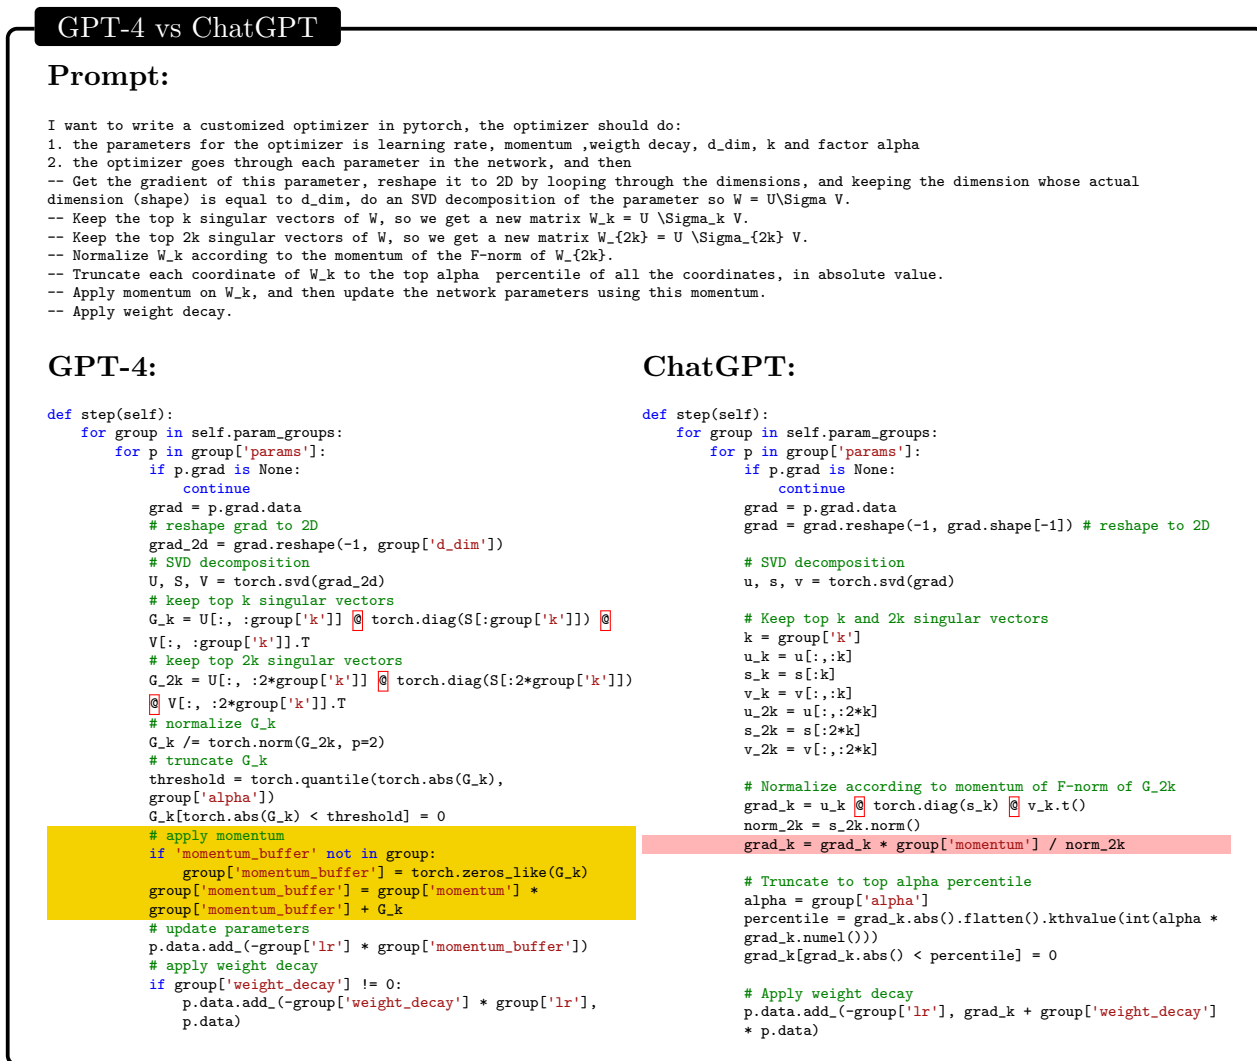 GPT-4 vs ChatGPT
Prompt:
I want to write a customized optimizer in pytorch, the optimizer should do:
1. the parameters for the optimizer is learning rate, momentum ,weigth decay, d_dim, k and factor alpha
2. the optimizer goes through each parameter in the network, and then
-- Get the gradient of this parameter, reshape it to 2D by looping through the dimensions, and keeping the dimension whose actual
dimension (shape) is equal to d_dim, do an SVD decomposition of the parameter so W = U\Sigma V.
-- Keep the top k singular vectors of W, so we get a new matrix W_k = U \Sigma_k V.
-- Keep the top 2k singular vectors of W, so we get a new matrix W_{2k} = U \Sigma_{2k} V.
-- Normalize W_k according to the momentum of the F-norm of W_{2k}.
-- Truncate each coordinate of W_k to the top alpha  percentile of all the coordinates, in absolute value.
-- Apply momentum on W_k, and then update the network parameters using this momentum.
-- Apply weight decay.
GPT-4:
def step(self):
    for group in self.param_groups:
        for p in group['params']:
            if p.grad is None:
                continue
            grad = p.grad.data
            # reshape grad to 2D
            grad_2d = grad.reshape(-1, group['d_dim'])
            # SVD decomposition
            U, S, V = torch.svd(grad_2d)
            # keep top k singular vectors
            G_k = U[:, :group['k']] @ torch.diag(S[:group['k']]) @
            V[:, :group['k']].T
            # keep top 2k singular vectors
            G_2k = U[:, :2*group['k']] @ torch.diag(S[:2*group['k']])
            @ V[:, :2*group['k']].T
            # normalize G_k
            G_k /= torch.norm(G_2k, p=2)
            # truncate G_k
            threshold = torch.quantile(torch.abs(G_k),
            group['alpha'])
            G_k[torch.abs(G_k) < threshold] = 0
            # apply momentum
            if 'momentum_buffer' not in group:
                group['momentum_buffer'] = torch.zeros_like(G_k)
            group['momentum_buffer'] = group['momentum'] *
            group['momentum_buffer'] + G_k
            # update parameters
            p.data.add_(-group['lr'] * group['momentum_buffer'])
            # apply weight decay
            if group['weight_decay'] != 0:
                p.data.add_(-group['weight_decay'] * group['lr'],
                p.data)
ChatGPT:
def step(self):
    for group in self.param_groups:
        for p in group['params']:
            if p.grad is None:
                continue
            grad = p.grad.data
            grad = grad.reshape(-1, grad.shape[-1]) # reshape to 2D
            # SVD decomposition
            u, s, v = torch.svd(grad)
            # Keep top k and 2k singular vectors
            k = group['k']
            u_k = u[:,:k]
            s_k = s[:k]
            v_k = v[:,:k]
            u_2k = u[:,:2*k]
            s_2k = s[:2*k]
            v_2k = v[:,:2*k]
            # Normalize according to momentum of F-norm of G_2k
            grad_k = u_k @ torch.diag(s_k) @ v_k.t()
            norm_2k = s_2k.norm()
            grad_k = grad_k * group['momentum'] / norm_2k
            # Truncate to top alpha percentile
            alpha = group['alpha']
            percentile = grad_k.abs().flatten().kthvalue(int(alpha *
            grad_k.numel()))
            grad_k[grad_k.abs() < percentile] = 0
            # Apply weight decay
            p.data.add_(-group['lr'], grad_k + group['weight_decay']
            * p.data)